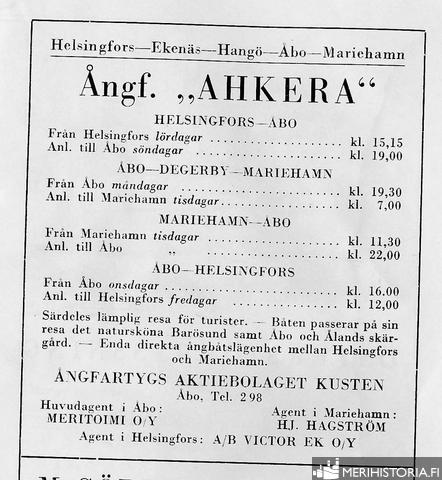 Helsingfors—Ekenäs—Hangö—Åbo—Mariehamn
Ångf. „AHKERA“
HELSINGFORS—ÅBO
Från Helsingfors lördagar ........................ kl. 15,15
Anl. till Åbo söndagar ........................ kl. 19,00
ÅBO—DEGERBY—MARIEHAMN
Från Åbo måndagar ........................ kl. 19,30
Anl. till Mariehamn tisdagar ........................ kl. 7,00
MARIEHAMN—ÅBO
Från Mariehamn tisdagar ........................ kl. 11,30
Anl. till Åbo „ ........................ kl. 22,00
ÅBO—HELSINGFORS
Från Åbo onsdagar ........................ kl. 16.00
Anl. till Helsingfors fredagar ........................ kl. 12,00
Särdeles lämplig resa för turister. — Båten passerar på sin
resa det natursköna Barösund samt Åbo och Ålands skär-
gård. — Enda direkta ångbåtslägenhet mellan Helsingfors
och Mariehamn.
ÅNGFARTYGS AKTIEBOLAGET KUSTEN
Åbo, Tel. 2 98
Huvudagent i Åbo:
MERITOIMI O/Y
Agent i Mariehamn:
H.J. HAGSTRÖM
Agent i Helsingfors: A/B VICTOR EK O/Y
MERIHISTORIA.FI